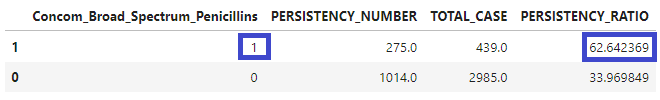 Concom_Broad_Spectrum_Penicillins PERSISTENCY_NUMBER TOTAL_CASE PERSISTENCY_RATIO
1 1 275.0 439.0 62.642369
0 0 1014.0 2985.0 33.969849